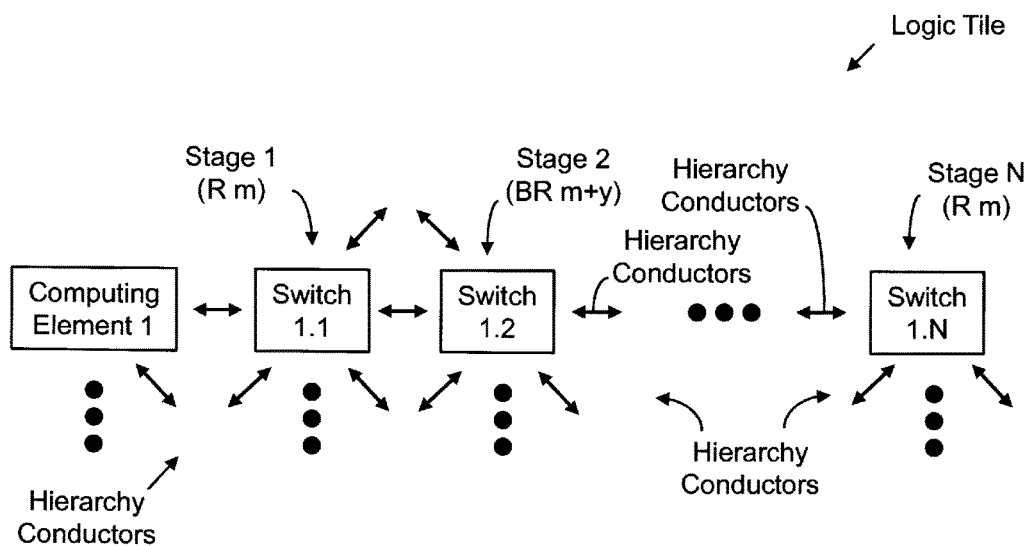 Logic Tile
Stage 1
(R m)
Stage 2
(BR m+y)
Hierarchy
Conductors
Stage N
(R m)
Hierarchy
Conductors
Computing
Element 1
Switch
1.1
Switch
1.2
Switch
1.N
Hierarchy
Conductors
Hierarchy
Conductors